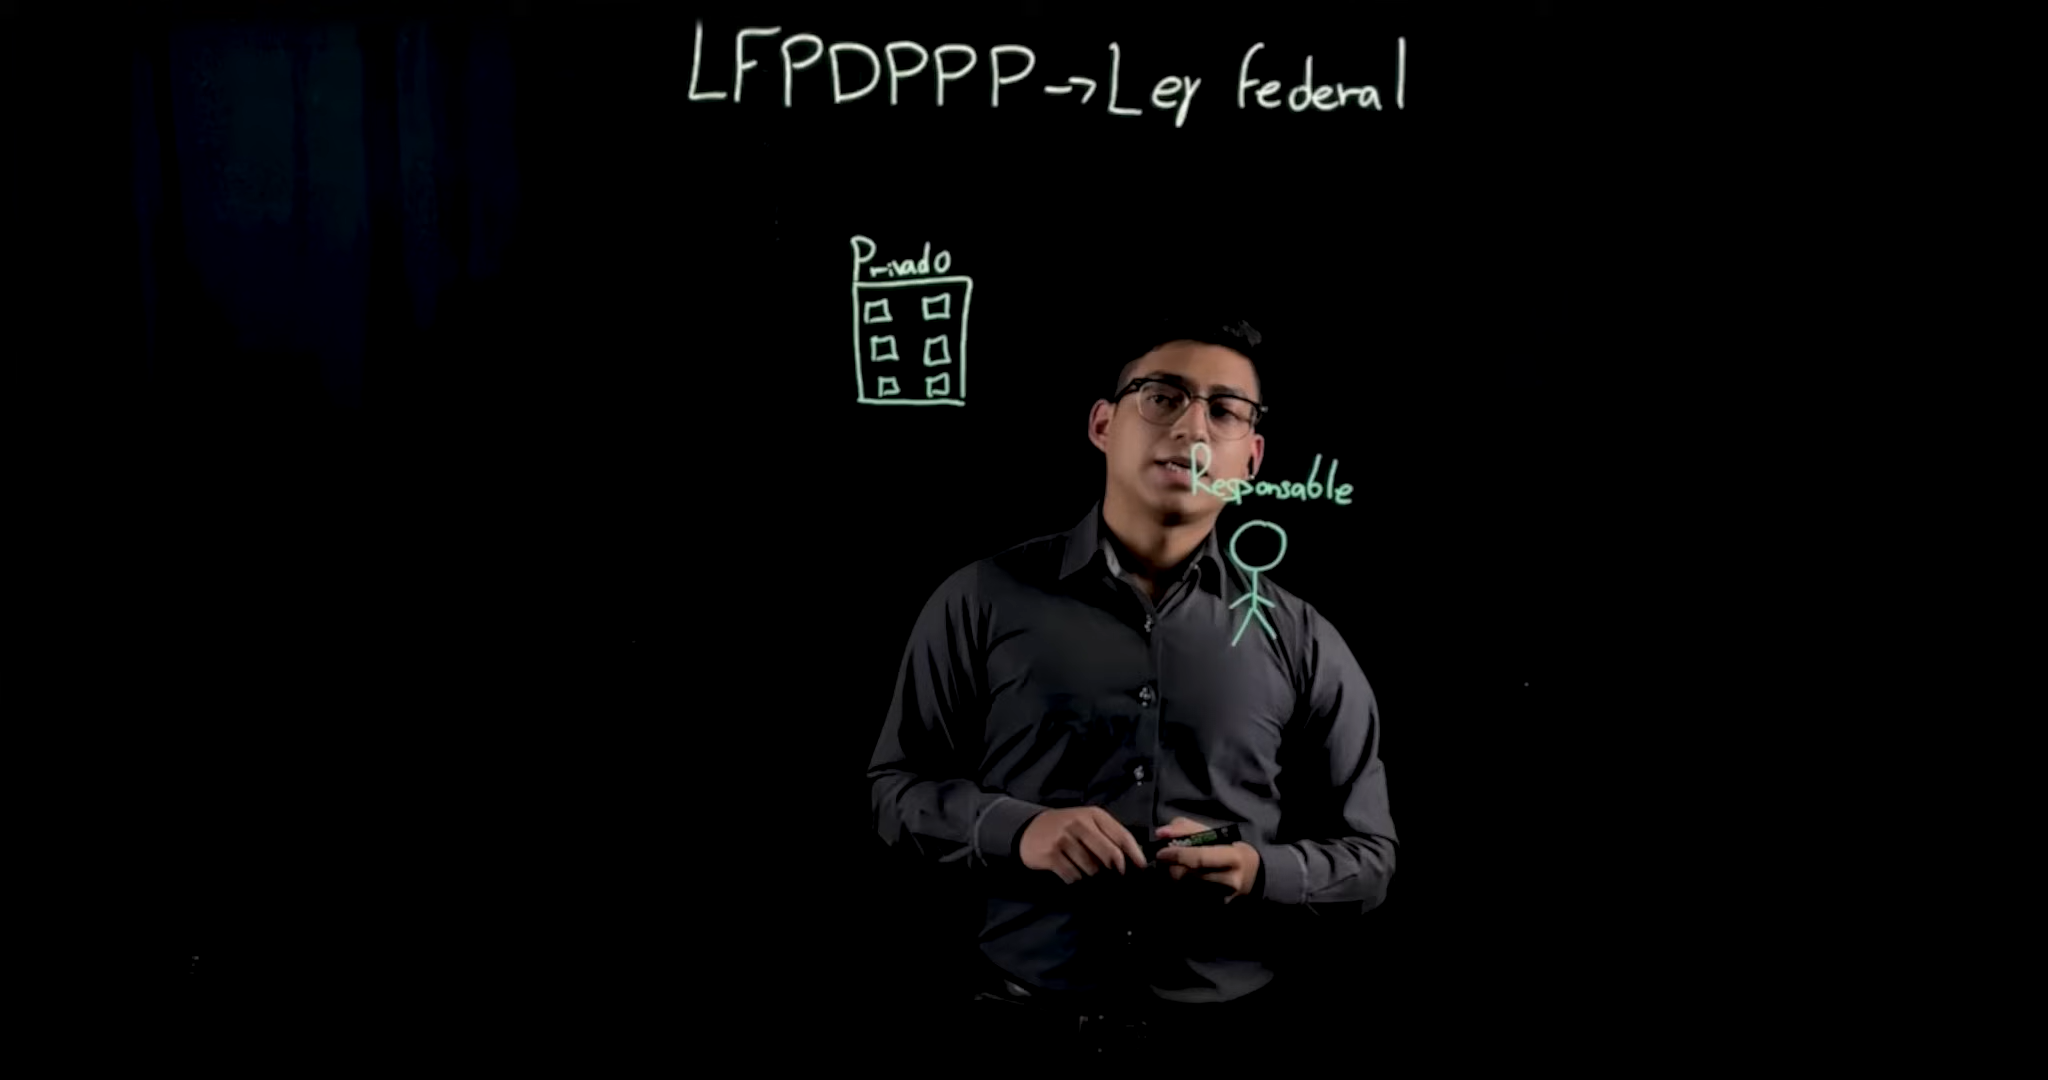 LFPDPPP → Ley Federal
Privado
Responsable